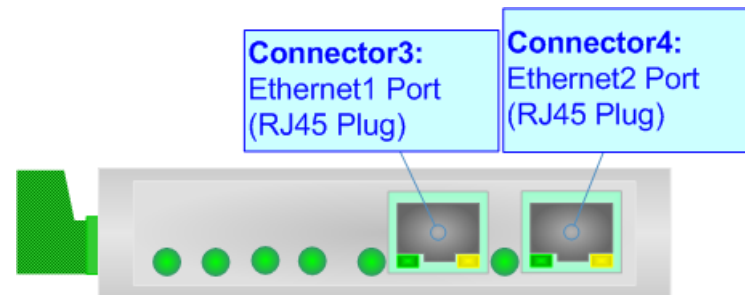 Connector3:
Ethernet1 Port
(RJ45 Plug)
Connector4:
Ethernet2 Port
(RJ45 Plug)